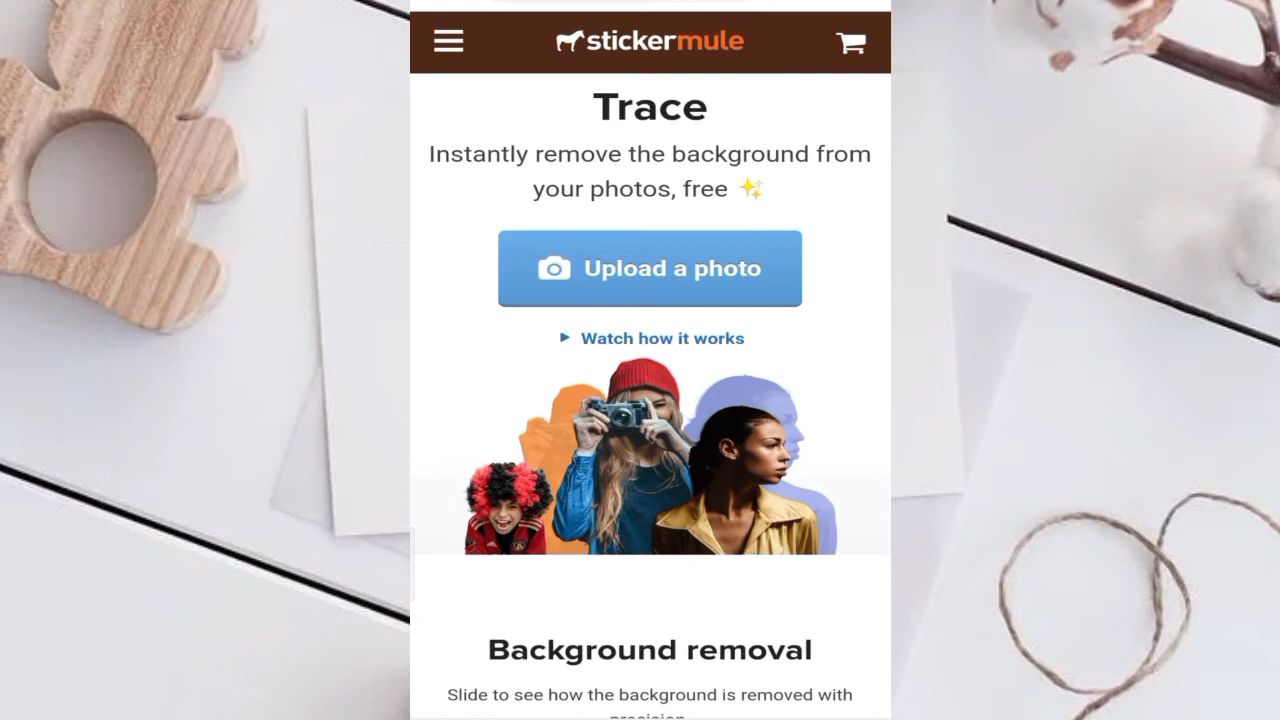 stickermule
Trace
Instantly remove the background from
your photos, free ✨
Upload a photo
Watch how it works
Background removal
Slide to see how the background is removed with